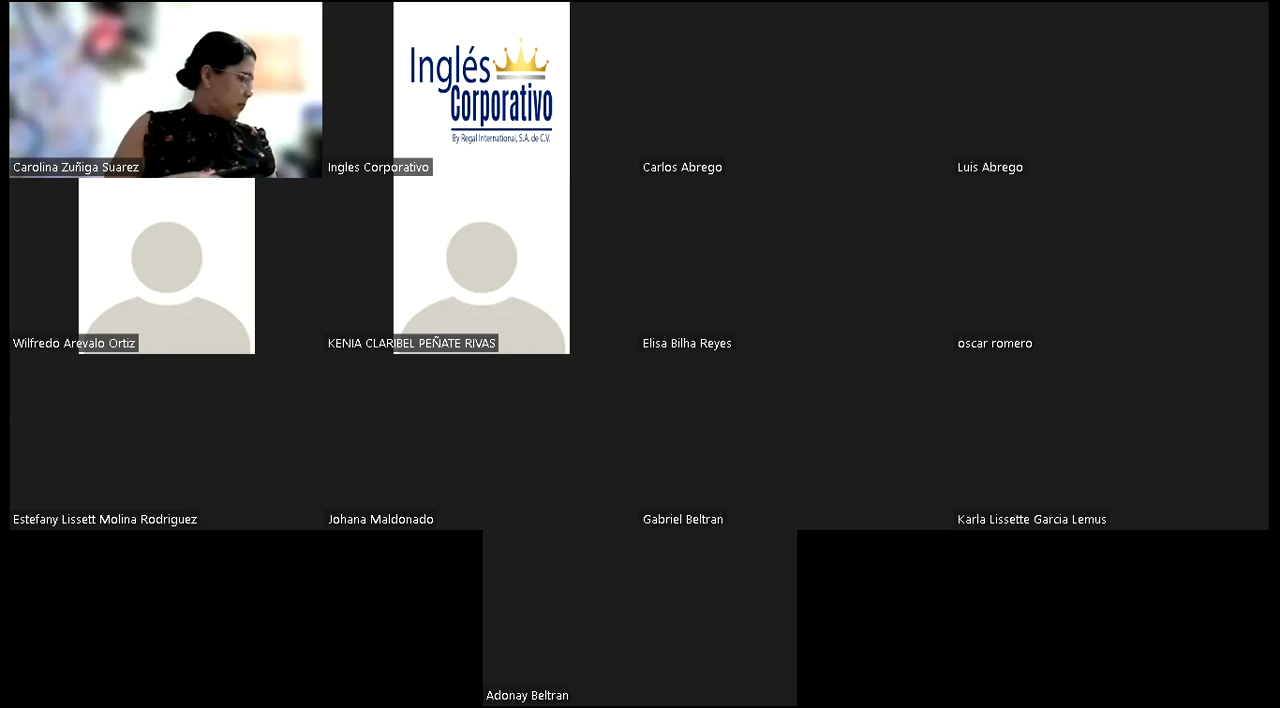 Inglés
Corporativo
By Regal International, S.A. de C.V.
Carolina Zuñiga Suarez
Ingles Corporativo
Carlos Abrego
Luis Abrego
Wilfredo Arevalo Ortiz
KENIA CLARIBEL PEÑATE RIVAS
Elisa Bilha Reyes
oscar romero
Estefany Lissett Molina Rodriguez
Johana Maldonado
Gabriel Beltran
Karla Lissette Garcia Lemus
Adonay Beltran